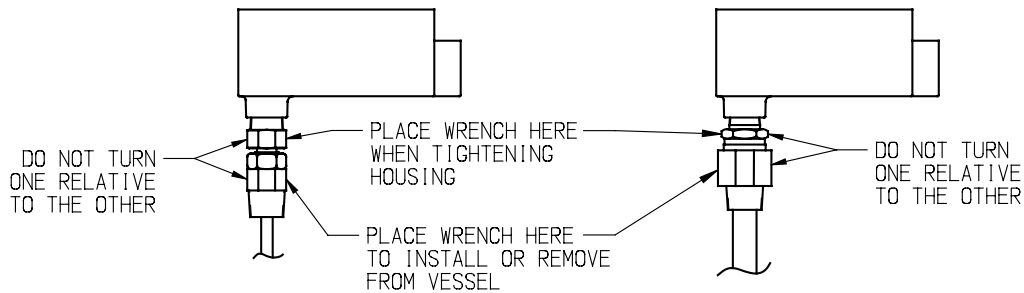 PLACE WRENCH HERE
WHEN TIGHTENING
HOUSING
DO NOT TURN
ONE RELATIVE
TO THE OTHER
DO NOT TURN
ONE RELATIVE
TO THE OTHER
PLACE WRENCH HERE
TO INSTALL OR REMOVE
FROM VESSEL